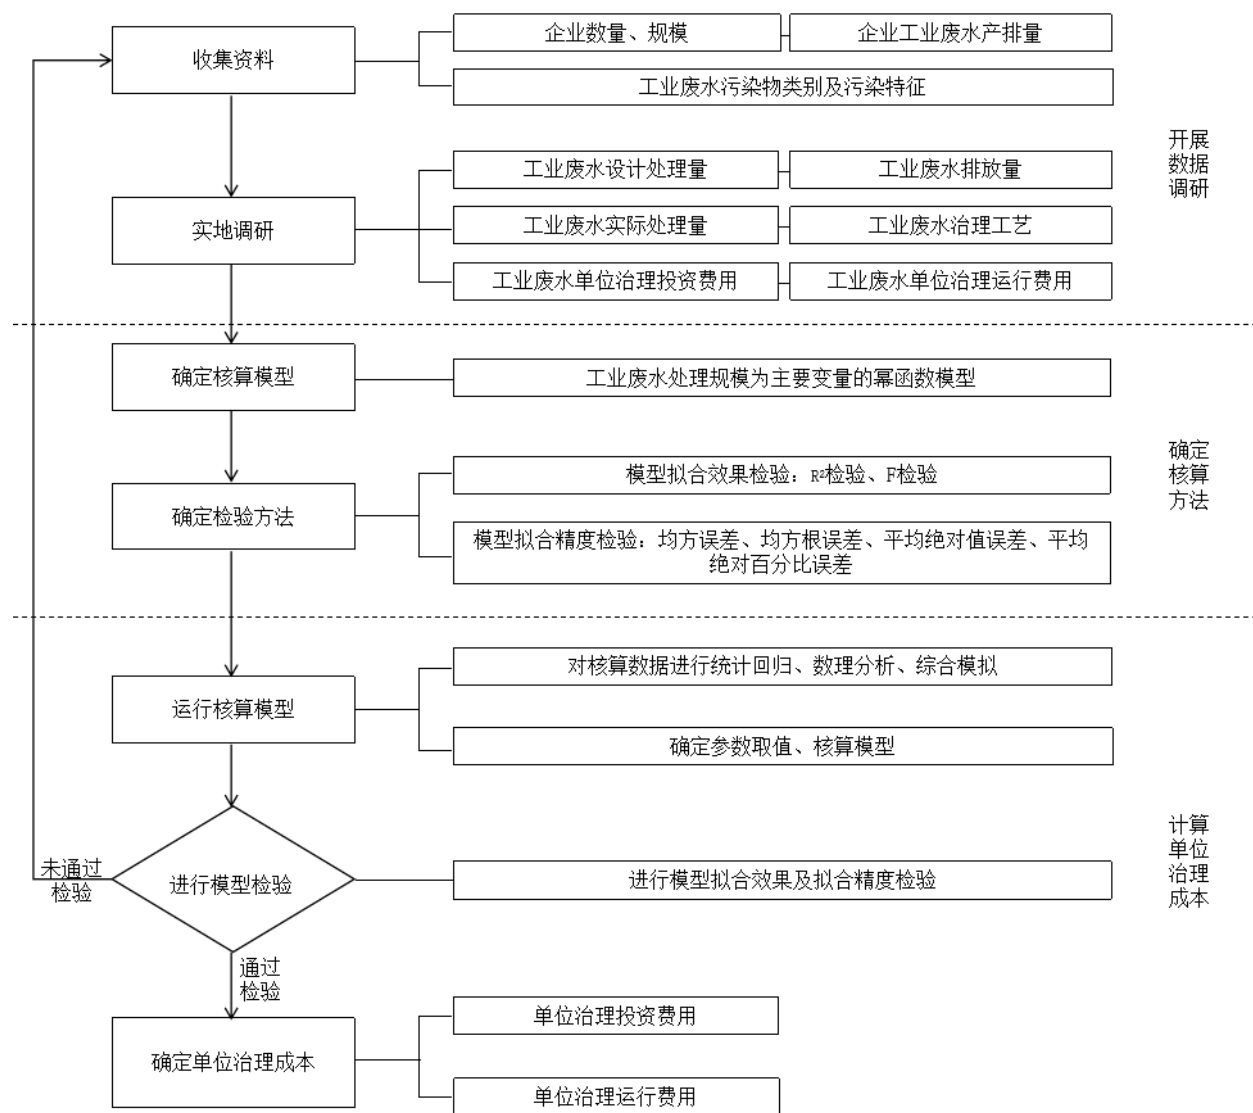 企业数量、规模
企业工业废水产排量
收集资料
工业废水污染物类别及污染特征
开展
数据
调研
工业废水设计处理量
工业废水排放量
实地调研
工业废水实际处理量
工业废水治理工艺
工业废水单位治理投资费用
工业废水单位治理运行费用
确定核算模型
工业废水处理规模为主要变量的幂函数模型
确定
核算
方法
模型拟合效果检验：R²检验、F检验
确定检验方法
模型拟合精度检验：均方误差、均方根误差、平均绝对值误差、平均
绝对百分比误差
对核算数据进行统计回归、数理分析、综合模拟
运行核算模型
确定参数取值、核算模型
计算
单位
治理
成本
未通过
检验
进行模型检验
进行模型拟合效果及拟合精度检验
通过
检验
单位治理投资费用
确定单位治理成本
单位治理运行费用